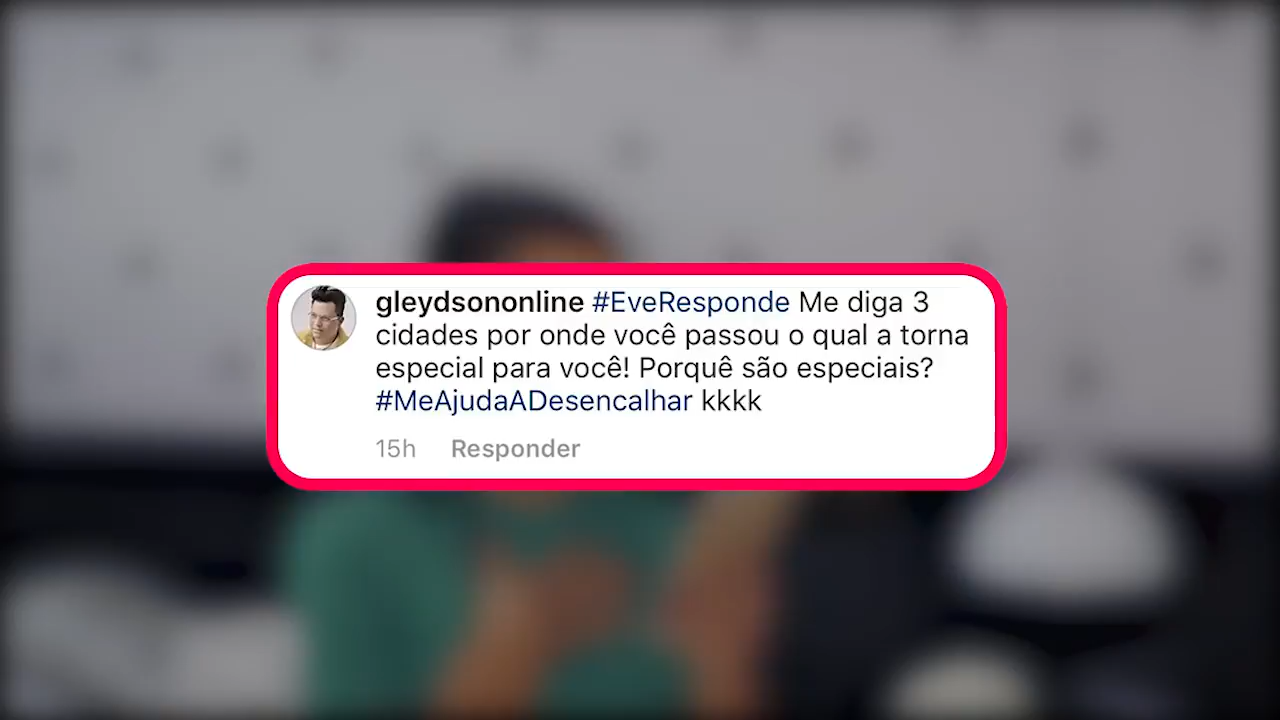 gleydsononline #EveResponde Me diga 3
cidades por onde você passou o qual a torna
especial para você! Porquê são especiais?
#MeAjudaADesencalhar kkkk
15h Responder